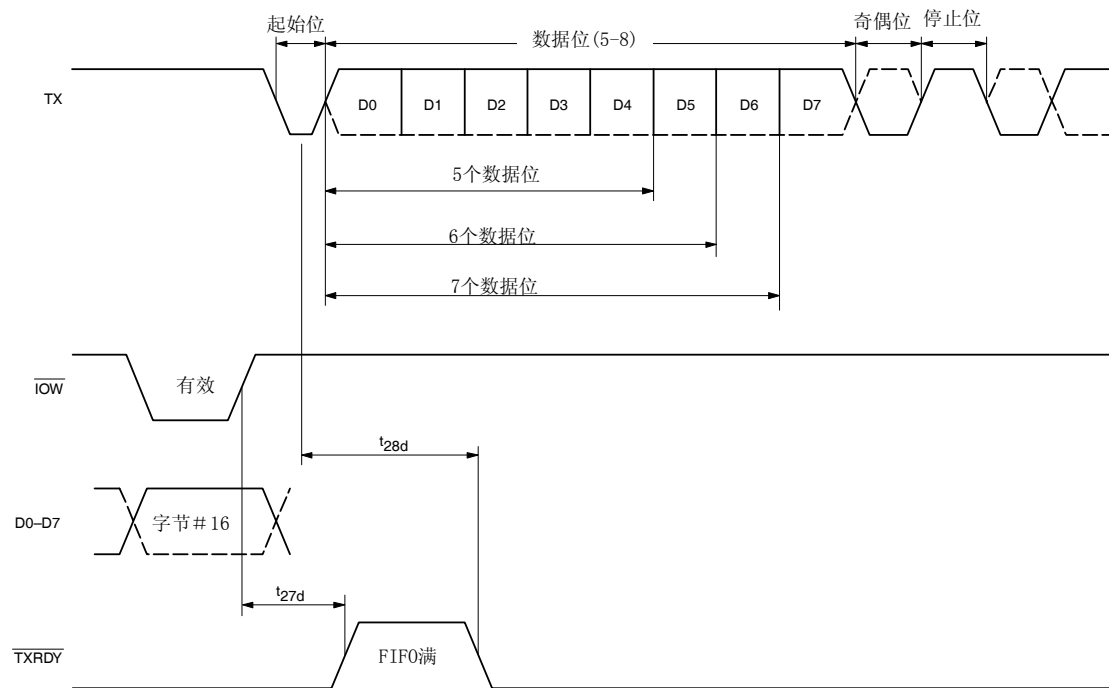 起始位
数据位(5-8)
奇偶位
停止位
TX
D0 D1 D2 D3 D4 D5 D6 D7
5个数据位
6个数据位
7个数据位
IOW
有效
t28d
D0–D7
字节＃16
t27d
TXRDY
FIFO满